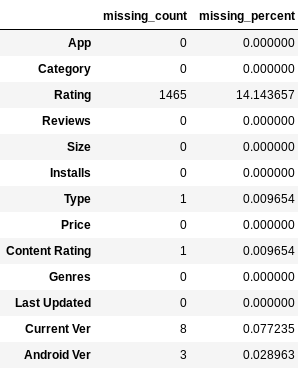 missing_count missing_percent
App 0 0.000000
Category 0 0.000000
Rating 1465 14.143657
Reviews 0 0.000000
Size 0 0.000000
Installs 0 0.000000
Type 1 0.009654
Price 0 0.000000
Content Rating 1 0.009654
Genres 0 0.000000
Last Updated 0 0.000000
Current Ver 8 0.077235
Android Ver 3 0.028963